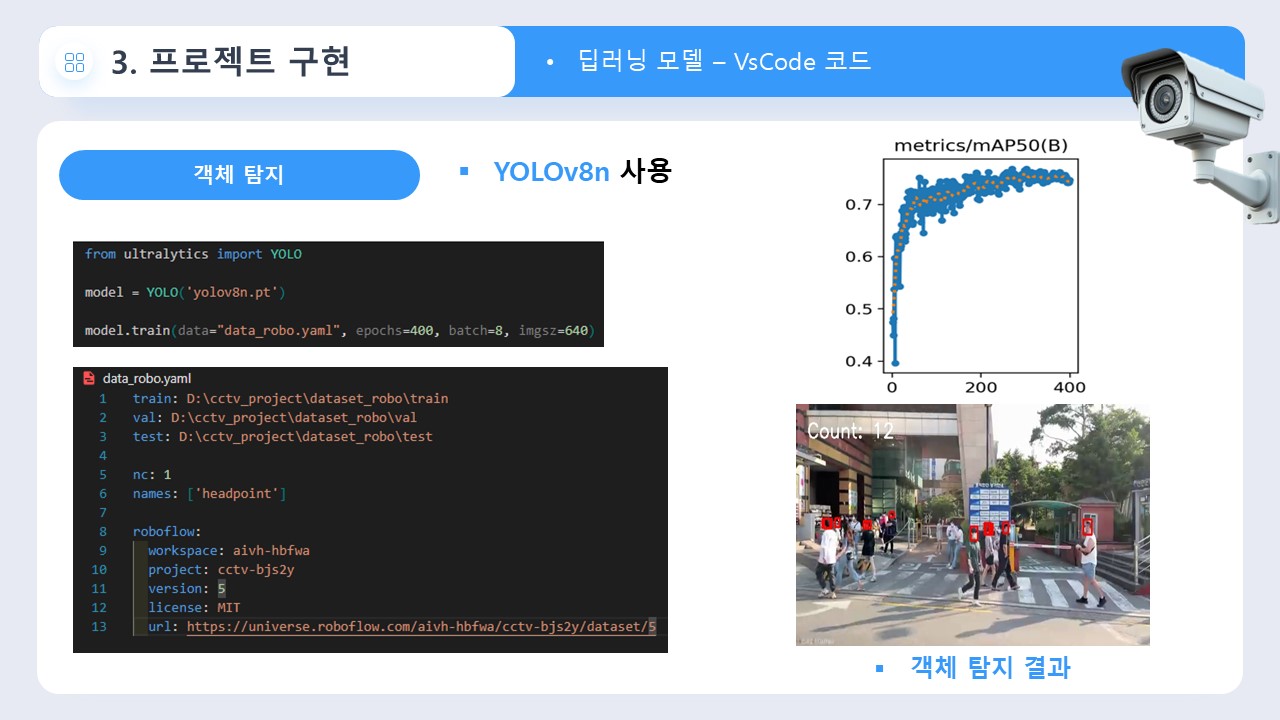 3. 프로젝트 구현
• 딥러닝 모델 – VsCode 코드
객체 탐지
▪ YOLOv8n 사용
from ultralytics import YOLO
model = YOLO('yolov8n.pt')
model.train(data="data_robo.yaml", epochs=400, batch=8, imgsz=640)
data_robo.yaml
1 train: D:\cctv_project\dataset_robo\train
2 val: D:\cctv_project\dataset_robo\val
3 test: D:\cctv_project\dataset_robo\test
4
5 nc: 1
6 names: ['headpoint']
7
8 roboflow:
9 workspace: aivh-hbfwa
10 project: cctv-bjs2y
11 version: 5
12 license: MIT
13 url: https://universe.roboflow.com/aivh-hbfwa/cctv-bjs2y/dataset/5
metrics/mAP50(B)
0.7
0.6
0.5
0.4
0 200 400
Count: 12
▪ 객체 탐지 결과